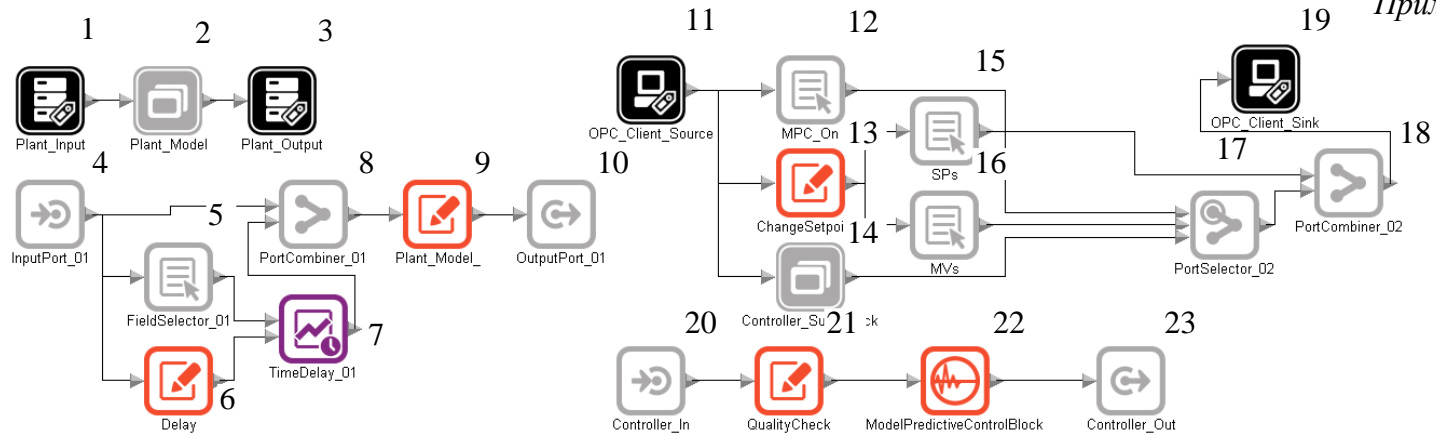 Прил
1 2 3 11 12 19
15
Plant_Input Plant_Model Plant_Output OPC_Client_Source MPC_On 13 OPC_Client_Sink
4 8 9 10 SPs 16 17 18
5 ChangeSetpoi 14
InputPort_01 PortCombiner_01 Plant_Model_ OutputPort_01 MVs PortSelector_02 PortCombiner_02
FieldSelector_01 7 Controller_Su 21 ck 20 22 23
6 TimeDelay_01
Delay Controller_In QualityCheck ModelPredictiveControlBlock Controller_Out